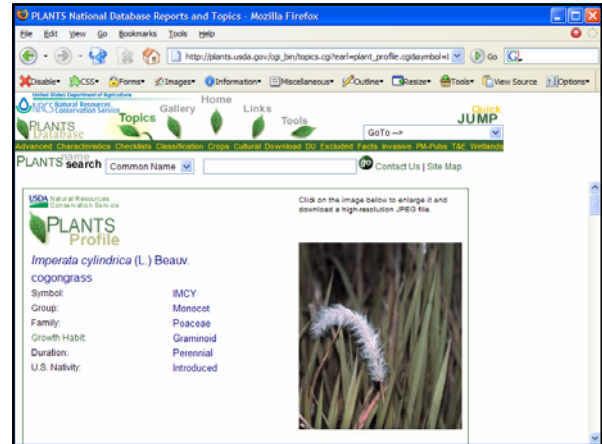 PLANTS National Database Reports and Topics - Mozilla Firefox
File Edit View Go Bookmarks Tools Help
http://plants.usda.gov/cgi_bin/topics.cgi?earl=plant_profile.cgi&symbol=I Go G
Disable CSS Forms Images Information Miscellaneous Outline Resize Tools View Source Options
United States Department of Agriculture
NRCS Natural Resources Conservation Service
PLANTS Database
Topics Gallery Home Links Tools
Quick JUMP
GoTo -->
Advanced Characteristics Checklists Classification Crops Cultural Download DU Excluded Facts Invasive PM-Pubs T&E Wetlands
PLANTS name search Common Name go Contact Us | Site Map
USDA Natural Resources Conservation Service
PLANTS
Profile
Click on the image below to enlarge it and
download a high-resolution JPEG file.
Imperata cylindrica (L.) Beauv.
cogongrass
Symbol: IMCY
Group: Monocot
Family: Poaceae
Growth Habit: Graminoid
Duration: Perennial
U.S. Nativity: Introduced